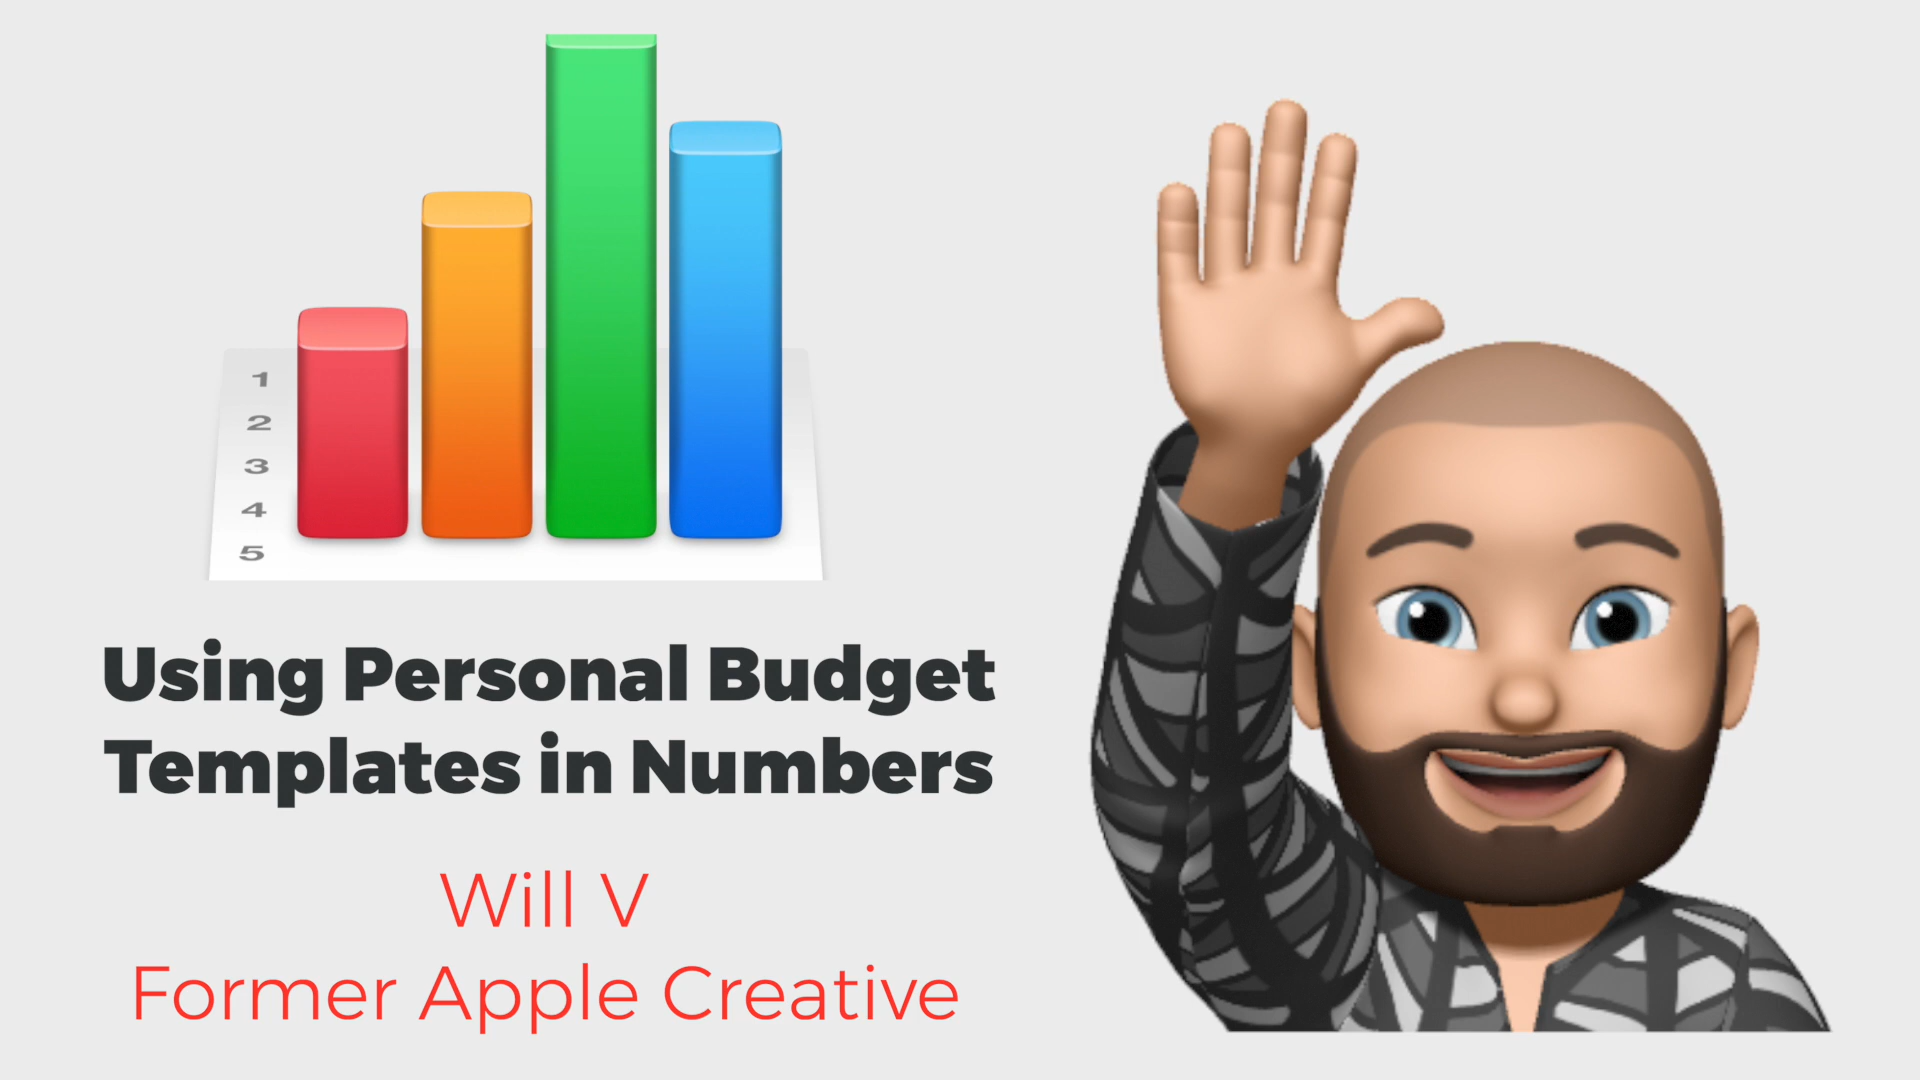 1
2
3
4
5
Using Personal Budget
Templates in Numbers
Will V
Former Apple Creative